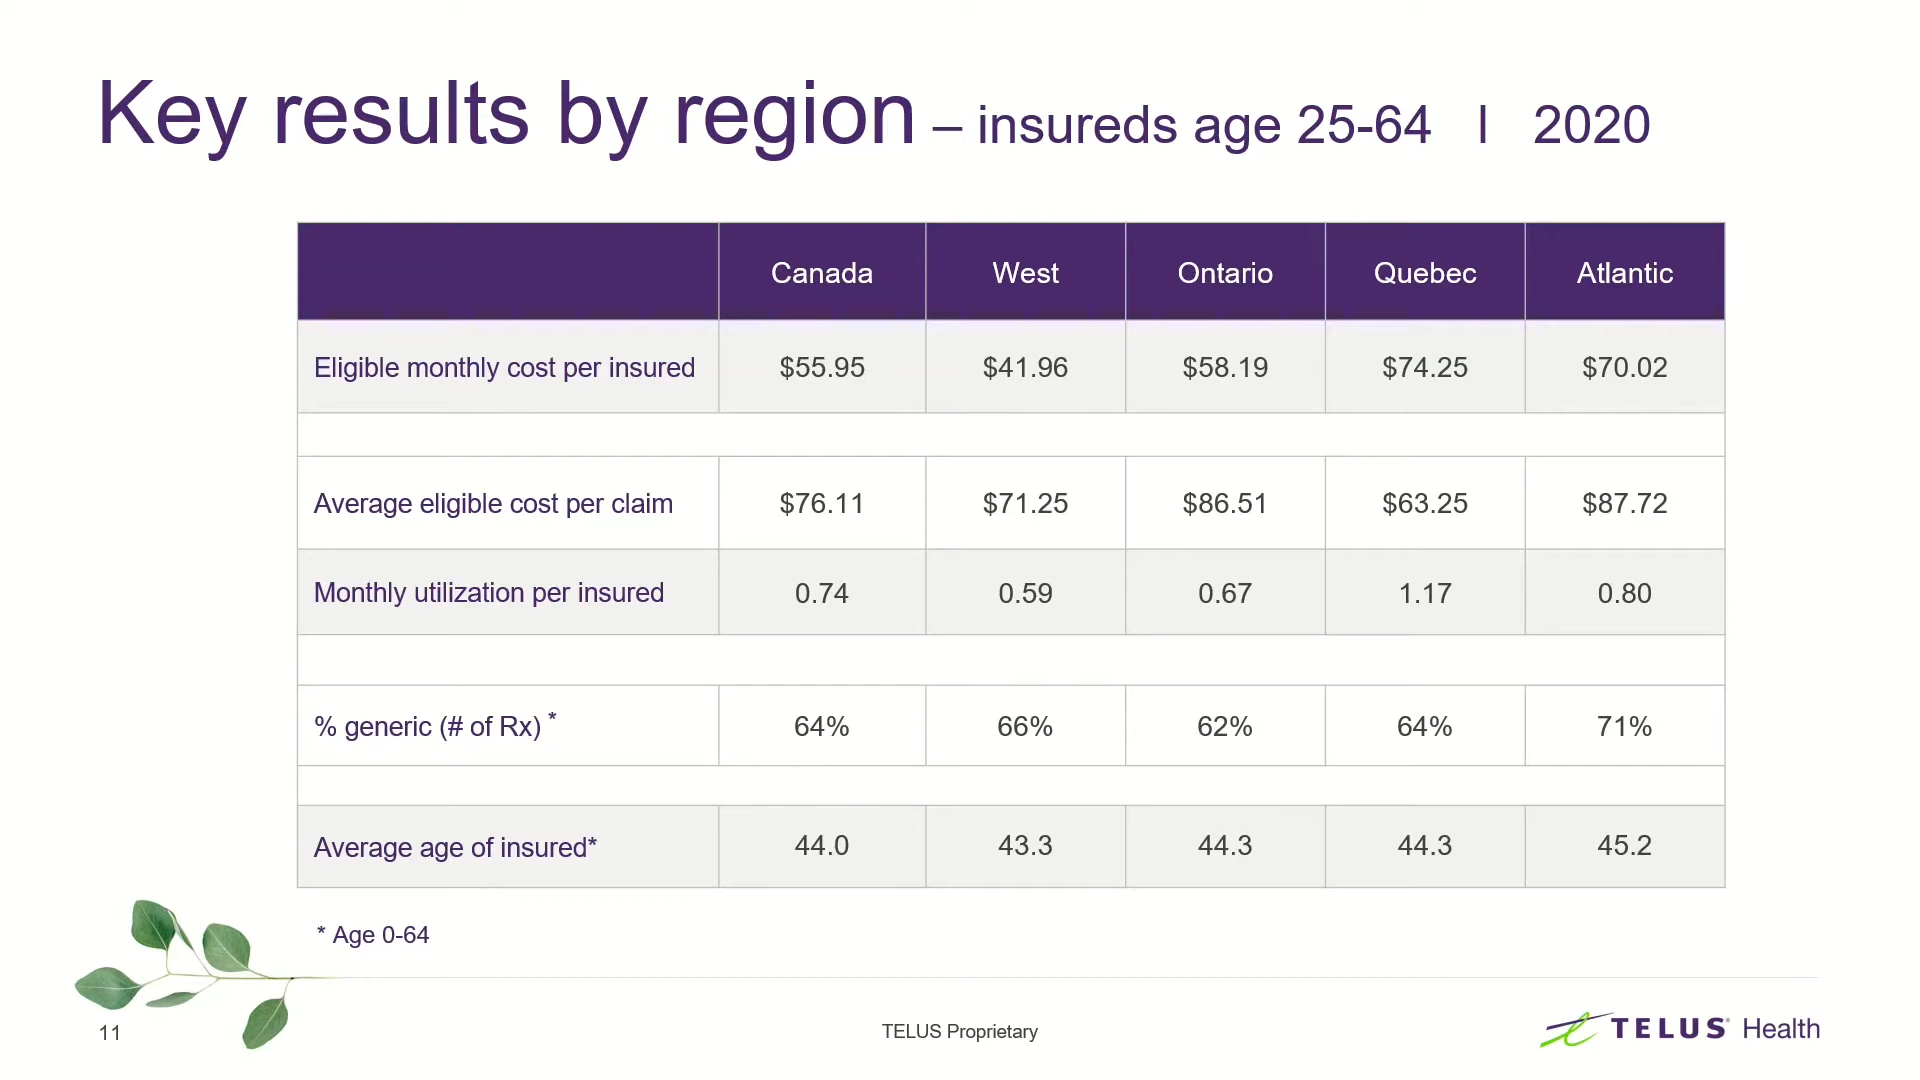 Key results by region – insureds age 25-64 | 2020
Canada West Ontario Quebec Atlantic
Eligible monthly cost per insured $55.95 $41.96 $58.19 $74.25 $70.02
Average eligible cost per claim $76.11 $71.25 $86.51 $63.25 $87.72
Monthly utilization per insured 0.74 0.59 0.67 1.17 0.80
% generic (# of Rx) * 64% 66% 62% 64% 71%
Average age of insured* 44.0 43.3 44.3 44.3 45.2
* Age 0-64
11 TELUS Proprietary TELUS® Health